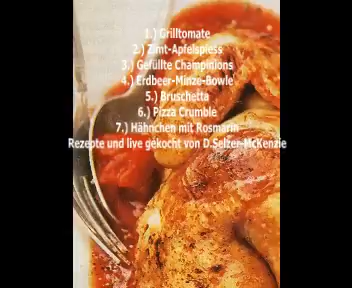 1.) Grilltomate
2.) Zimt-Apfelspiess
3.) Gefüllte Champinions
4.) Erdbeer-Minze-Bowle
5.) Bruschetta
6.) Pizza Crumble
7.) Hähnchen mit Rosmarin
Rezepte und live gekocht von D.Selzer-McKenzie